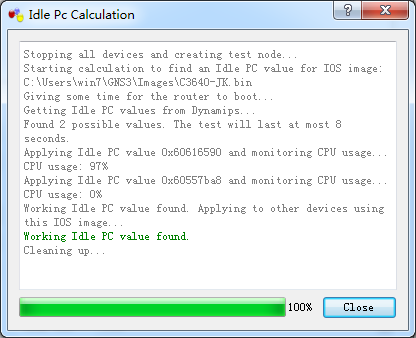 Idle Pc Calculation
Stopping all devices and creating test node...
Starting calculation to find an Idle PC value for IOS image:
C:\Users\win7\GNS3\Images\C3640-JK.bin
Giving some time for the router to boot...
Getting Idle PC values from Dynamips...
Found 2 possible values. The test will last at most 8
seconds.
Applying Idle PC value 0x60616590 and monitoring CPU usage...
CPU usage: 97%
Applying Idle PC value 0x60557ba8 and monitoring CPU usage...
CPU usage: 0%
Working Idle PC value found. Applying to other devices using
this IOS image...
Working Idle PC value found.
Cleaning up...
100% Close